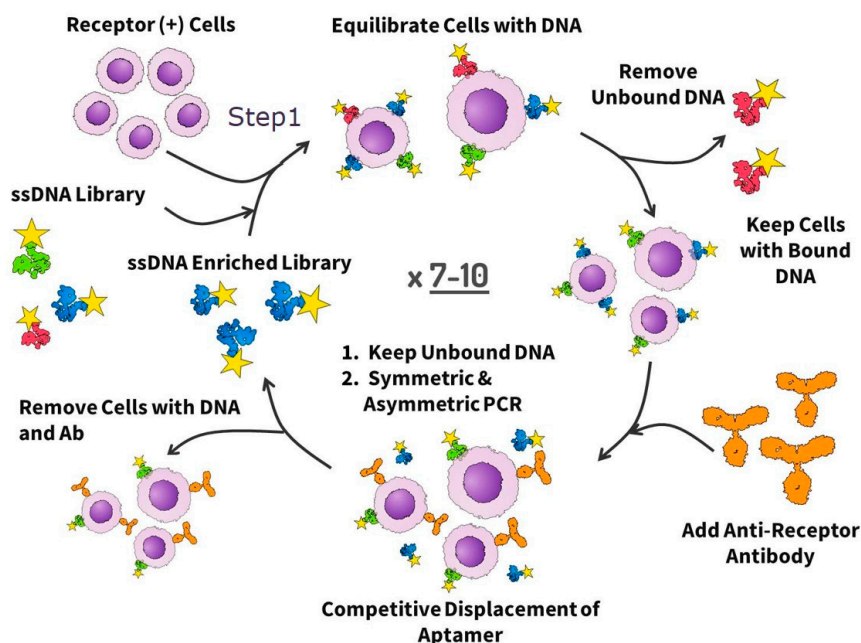 Receptor (+) Cells
Equilibrate Cells with DNA
Remove
Unbound DNA
Step1
ssDNA Library
ssDNA Enriched Library
x 7-10
Keep Cells
with Bound
DNA
1. Keep Unbound DNA
2. Symmetric &
Asymmetric PCR
Remove Cells with DNA
and Ab
Add Anti-Receptor
Antibody
Competitive Displacement of
Aptamer